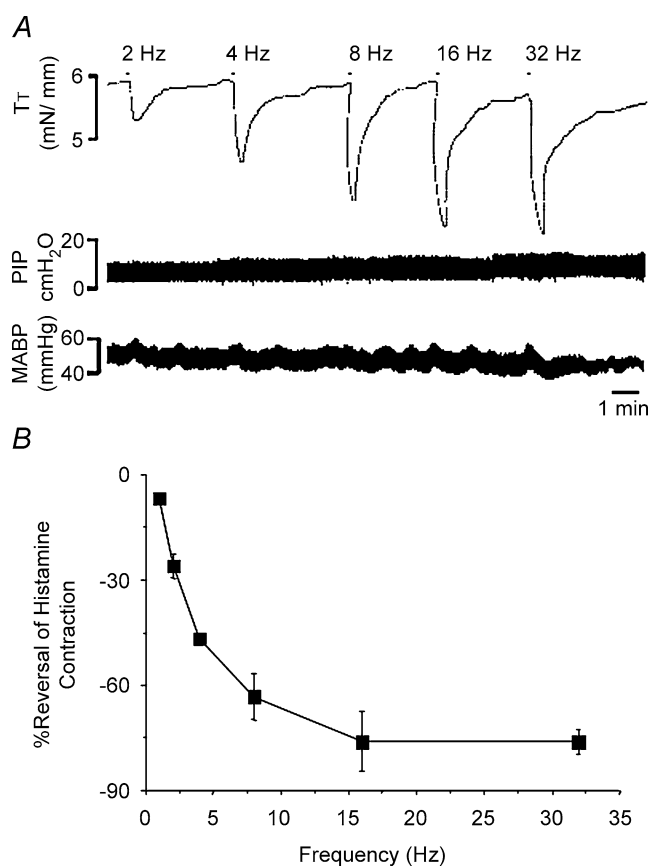 A
2 Hz 4 Hz 8 Hz 16 Hz 32 Hz
TT
(mN/ mm)
6
5
PIP
cmH2O
20
0
MABP
(mmHg)
60
40
1 min
B
%Reversal of Histamine
Contraction
0
-30
-60
-90
0 5 10 15 20 25 30 35
Frequency (Hz)